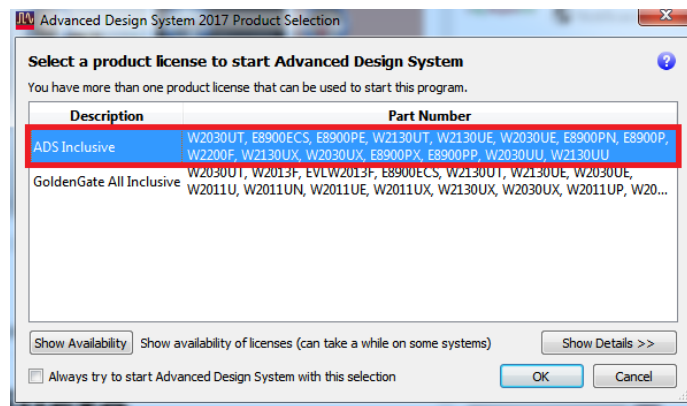 Advanced Design System 2017 Product Selection
Select a product license to start Advanced Design System
You have more than one product license that can be used to start this program.
Description Part Number
ADS Inclusive W2030UT, E8900ECS, E8900PE, W2130UT, W2130UE, W2030UE, E8900PN, E8900P,
W2200F, W2130UX, W2030UX, E8900PX, E8900PP, W2030UU, W2130UU
GoldenGate All Inclusive W2030UT, W2013F, EVLW2013F, E8900ECS, W2130UT, W2130UE, W2030UE,
W2011U, W2011UN, W2011UE, W2011UX, W2130UX, W2030UX, W2011UP, W20...
Show Availability Show availability of licenses (can take a while on some systems) Show Details >>
Always try to start Advanced Design System with this selection OK Cancel